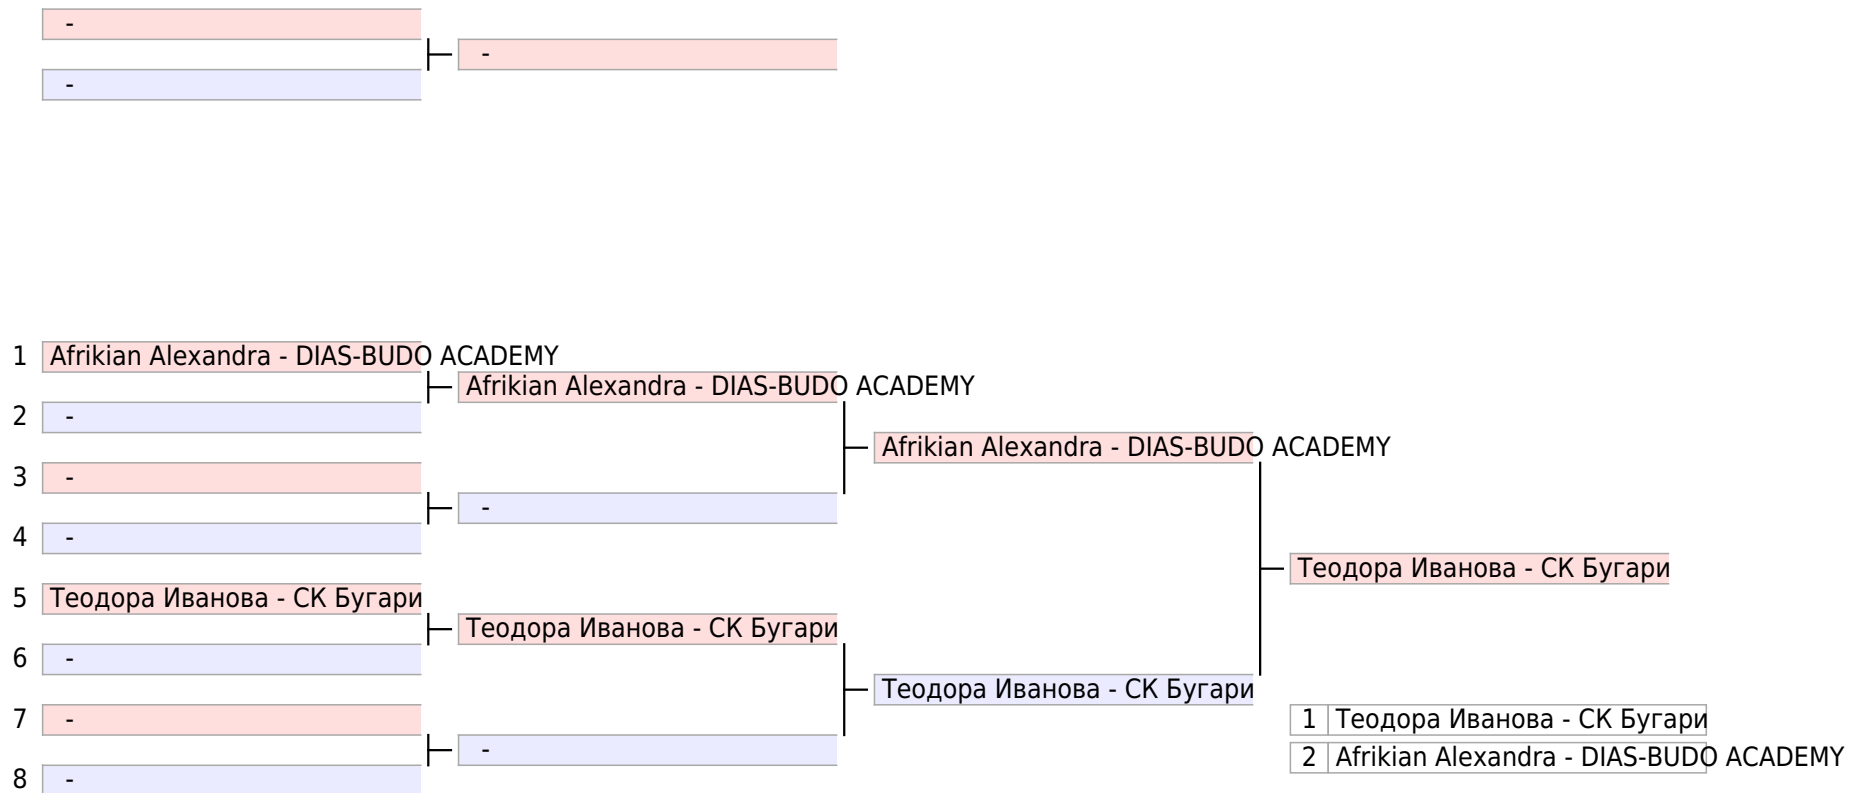 -
-
-
1 Afrikian Alexandra - DIAS-BUDO ACADEMY
Afrikian Alexandra - DIAS-BUDO ACADEMY
2 -
Afrikian Alexandra - DIAS-BUDO ACADEMY
3 -
-
4 -
Теодора Иванова - СК Бугари
5 Теодора Иванова - СК Бугари
Теодора Иванова - СК Бугари
6 -
Теодора Иванова - СК Бугари
7 -
1 Теодора Иванова - СК Бугари
-
2 Afrikian Alexandra - DIAS-BUDO ACADEMY
8 -